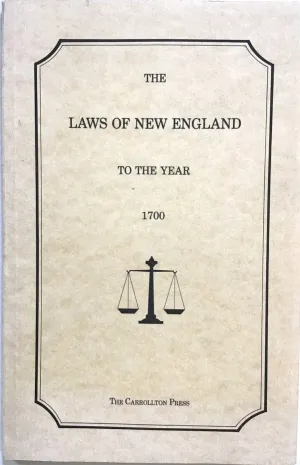 THE
LAWS OF NEW ENGLAND
TO THE YEAR
1700
THE CARROLLTON PRESS